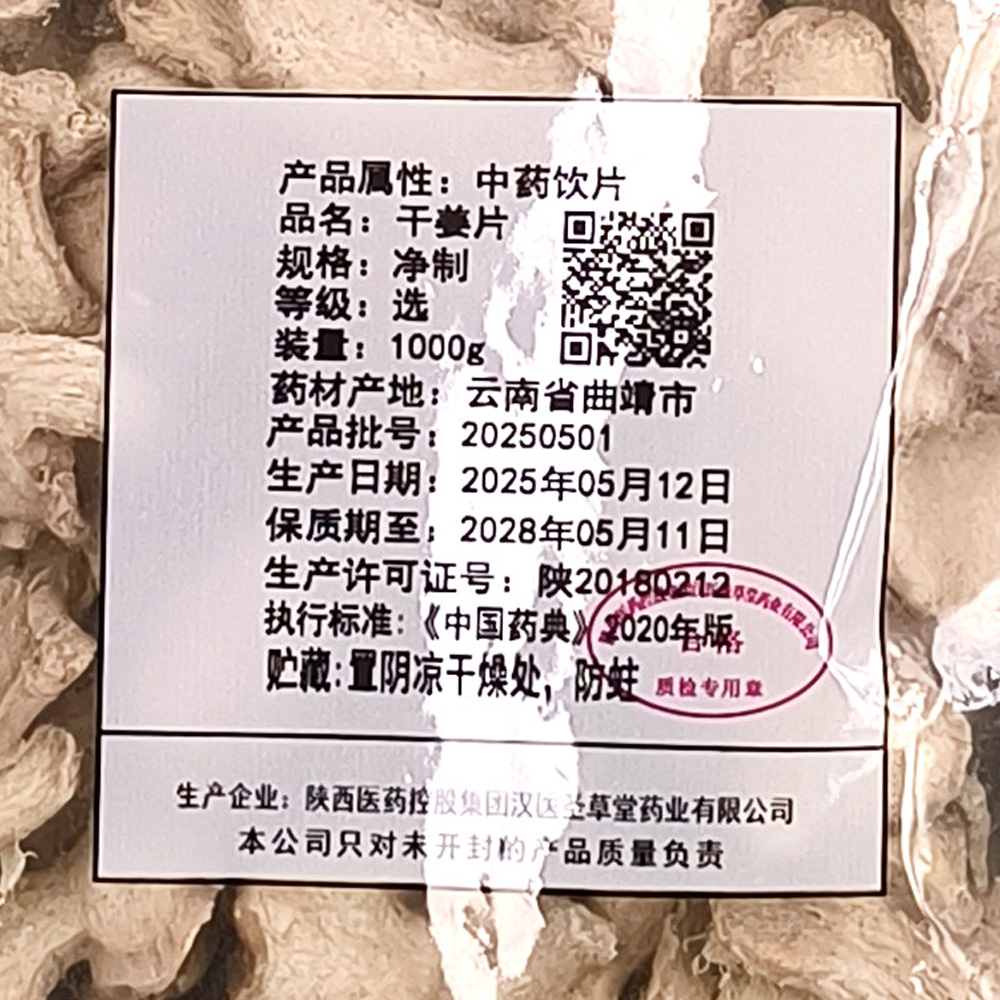 产品属性：中药饮片
品名：干姜片
规格：净制
等级：选
装量：1000g
药材产地：云南省曲靖市
产品批号：20250501
生产日期：2025年05月12日
保质期至：2028年05月11日
生产许可证号：陕20180212
执行标准:《中国药典》2020年版
贮藏:置阴凉干燥处，防蛀
合格
质检专用章
生产企业：陕西医药控股集团汉医圣草堂药业有限公司
本公司只对未开封的产品质量负责